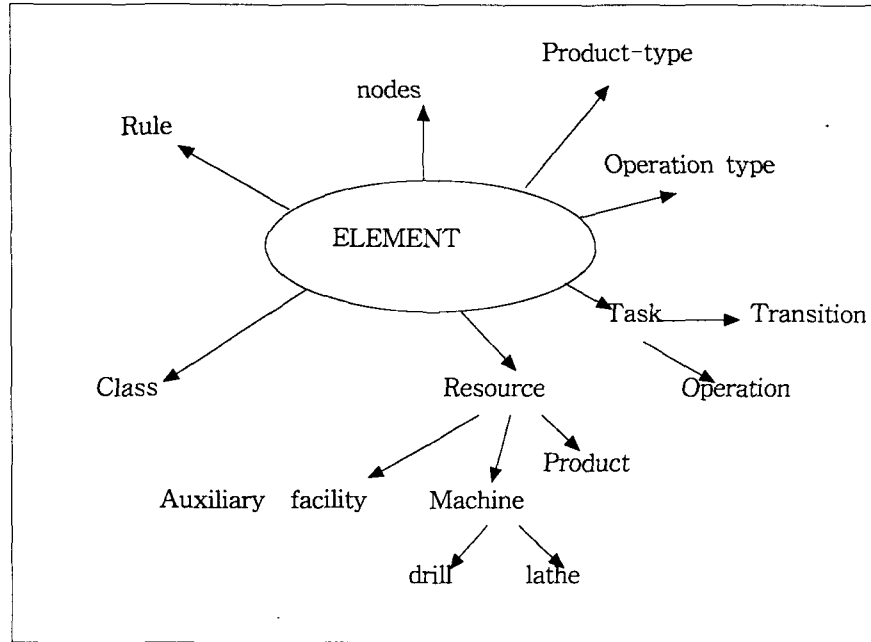 Product-type
nodes
Rule
Operation type
ELEMENT
Task
Transition
Class
Resource
Operation
Product
Auxiliary facility
Machine
drill
lathe